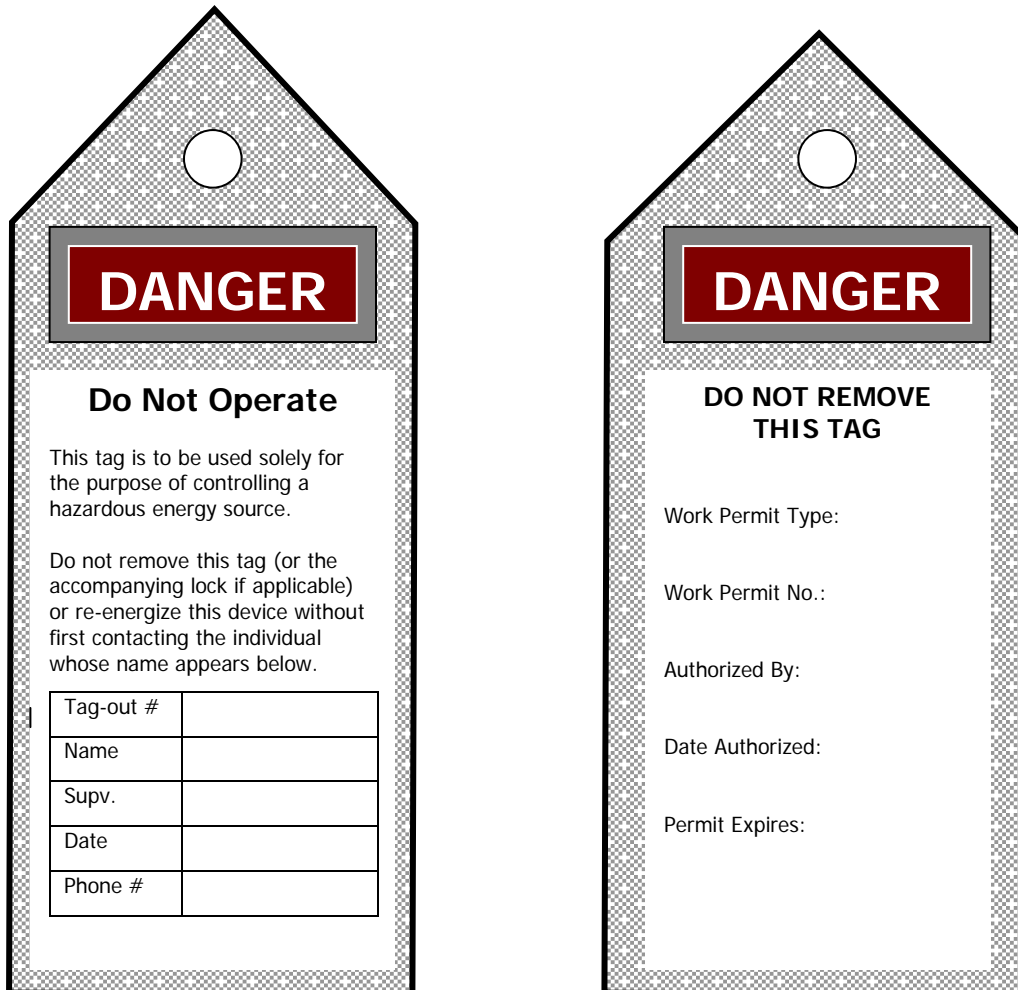 DANGER
Do Not Operate
This tag is to be used solely for
the purpose of controlling a
hazardous energy source.
Do not remove this tag (or the
accompanying lock if applicable)
or re-energize this device without
first contacting the individual
whose name appears below.
Tag-out #
Name
Supv.
Date
Phone #
DANGER
DO NOT REMOVE
THIS TAG
Work Permit Type:
Work Permit No.:
Authorized By:
Date Authorized:
Permit Expires: